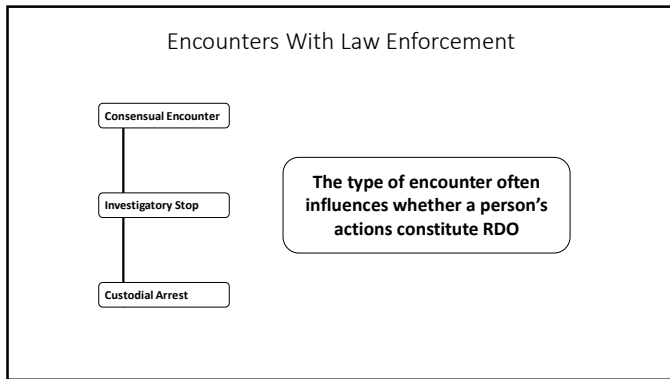 Encounters With Law Enforcement
Consensual Encounter
Investigatory Stop
Custodial Arrest
The type of encounter often
influences whether a person's
actions constitute RDO